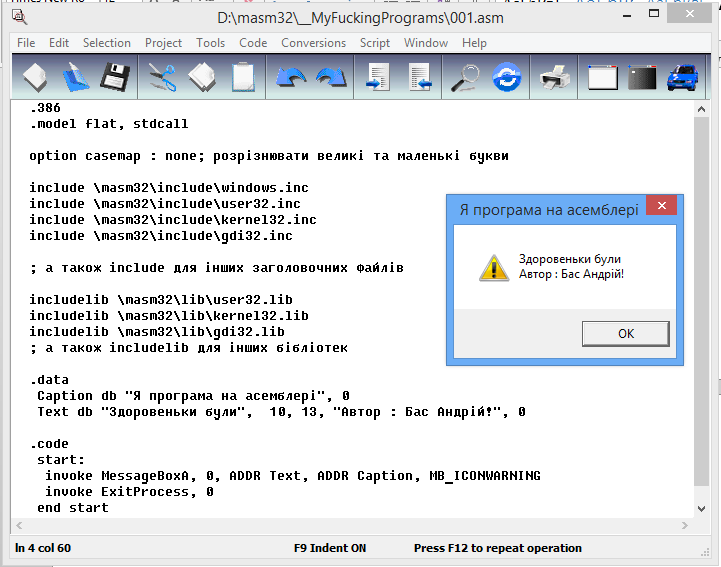 D:\masm32\__MyFuckingPrograms\001.asm
File Edit Selection Project Tools Code Conversions Script Window Help
.386
.model flat, stdcall
option casemap : none; розрізнювати великі та маленькі букви
include \masm32\include\windows.inc
include \masm32\include\user32.inc
include \masm32\include\kernel32.inc
include \masm32\include\gdi32.inc
; а також include для інших заголовочних файлів
includelib \masm32\lib\user32.lib
includelib \masm32\lib\kernel32.lib
includelib \masm32\lib\gdi32.lib
; а також includelib для інших бібліотек
.data
Caption db "Я програма на асемблері", 0
Text db "Здоровеньки були",  10, 13, "Автор : Бас Андрій!", 0
.code
start:
invoke MessageBoxA, 0, ADDR Text, ADDR Caption, MB_ICONWARNING
invoke ExitProcess, 0
end start
Я програма на асемблері
Здоровеньки були
Автор : Бас Андрій!
OK
ln 4 col 60 F9 Indent ON Press F12 to repeat operation